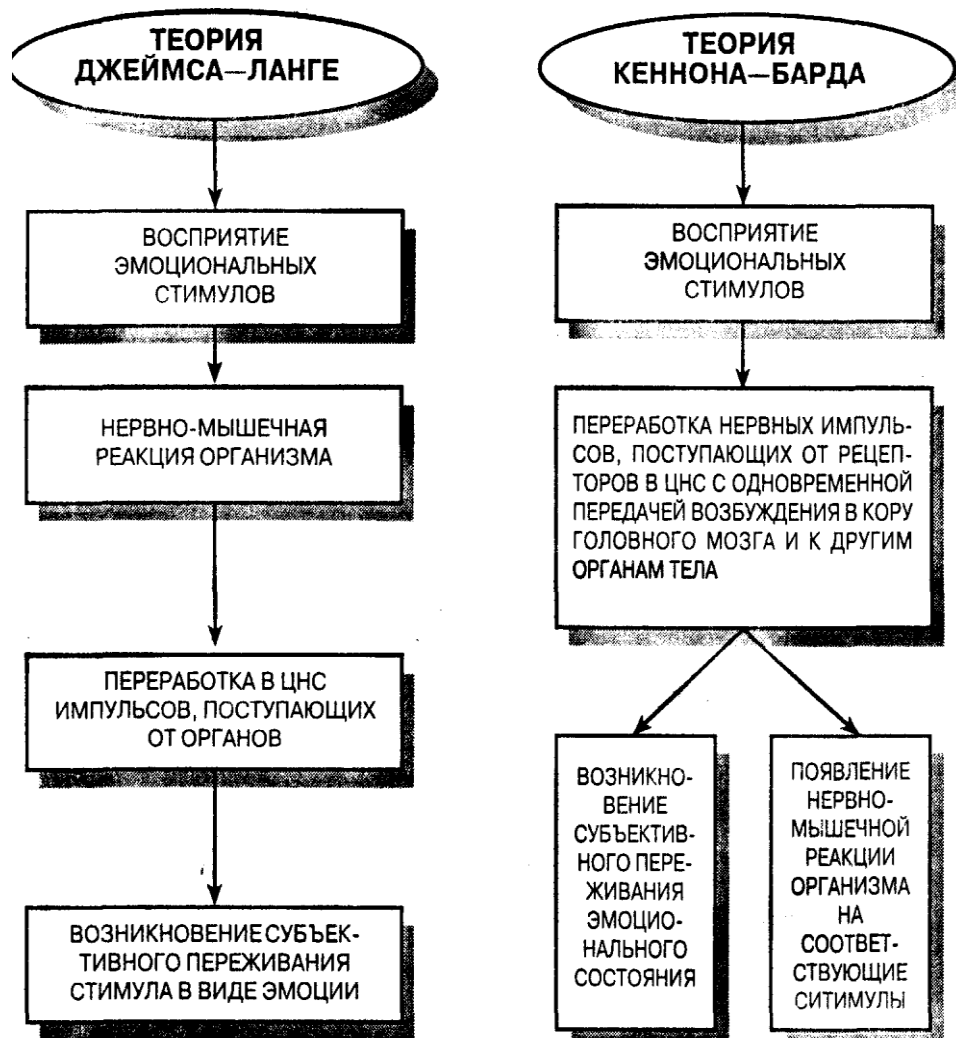 ТЕОРИЯ
ДЖЕЙМСА—ЛАНГЕ
ВОСПРИЯТИЕ
ЭМОЦИОНАЛЬНЫХ
СТИМУЛОВ
НЕРВНО-МЫШЕЧНАЯ
РЕАКЦИЯ ОРГАНИЗМА
ПЕРЕРАБОТКА В ЦНС
ИМПУЛЬСОВ, ПОСТУПАЮЩИХ
ОТ ОРГАНОВ
ВОЗНИКНОВЕНИЕ СУБЪЕК-
ТИВНОГО ПЕРЕЖИВАНИЯ
СТИМУЛА В ВИДЕ ЭМОЦИИ
ТЕОРИЯ
КЕННОНА—БАРДА
ВОСПРИЯТИЕ
ЭМОЦИОНАЛЬНЫХ
СТИМУЛОВ
ПЕРЕРАБОТКА НЕРВНЫХ ИМПУЛЬ-
СОВ, ПОСТУПАЮЩИХ ОТ РЕЦЕП-
ТОРОВ В ЦНС С ОДНОВРЕМЕННОЙ
ПЕРЕДАЧЕЙ ВОЗБУЖДЕНИЯ В КОРУ
ГОЛОВНОГО МОЗГА И К ДРУГИМ
ОРГАНАМ ТЕЛА
ВОЗНИКНО-
ВЕНИЕ
СУБЪЕКТИВ-
НОГО ПЕРЕ-
ЖИВАНИЯ
ЭМОЦИО-
НАЛЬНОГО
СОСТОЯНИЯ
ПОЯВЛЕНИЕ
НЕРВНО-
МЫШЕЧНОЙ
РЕАКЦИИ
ОРГАНИЗМА
НА
СООТВЕТ-
СТВУЮЩИЕ
СИТИМУЛЫ